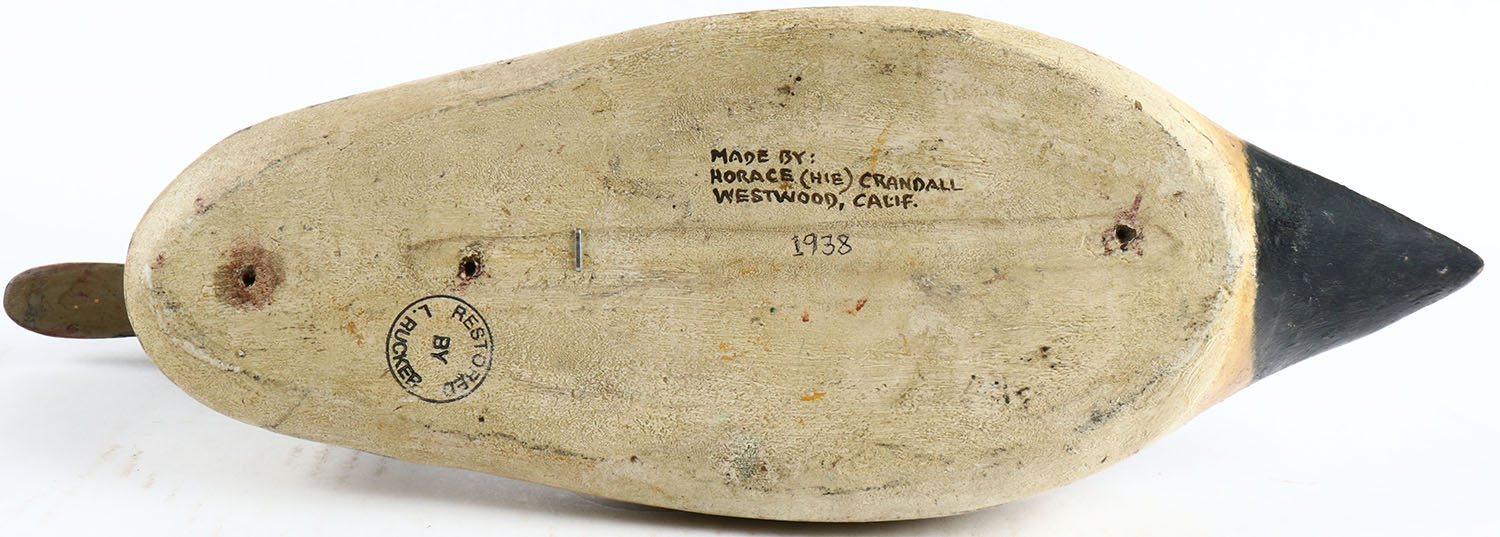 MADE BY:
HORACE (HIE) CRANDALL
WESTWOOD, CALIF.
1938
RESTORED
BY
L. RUCKER